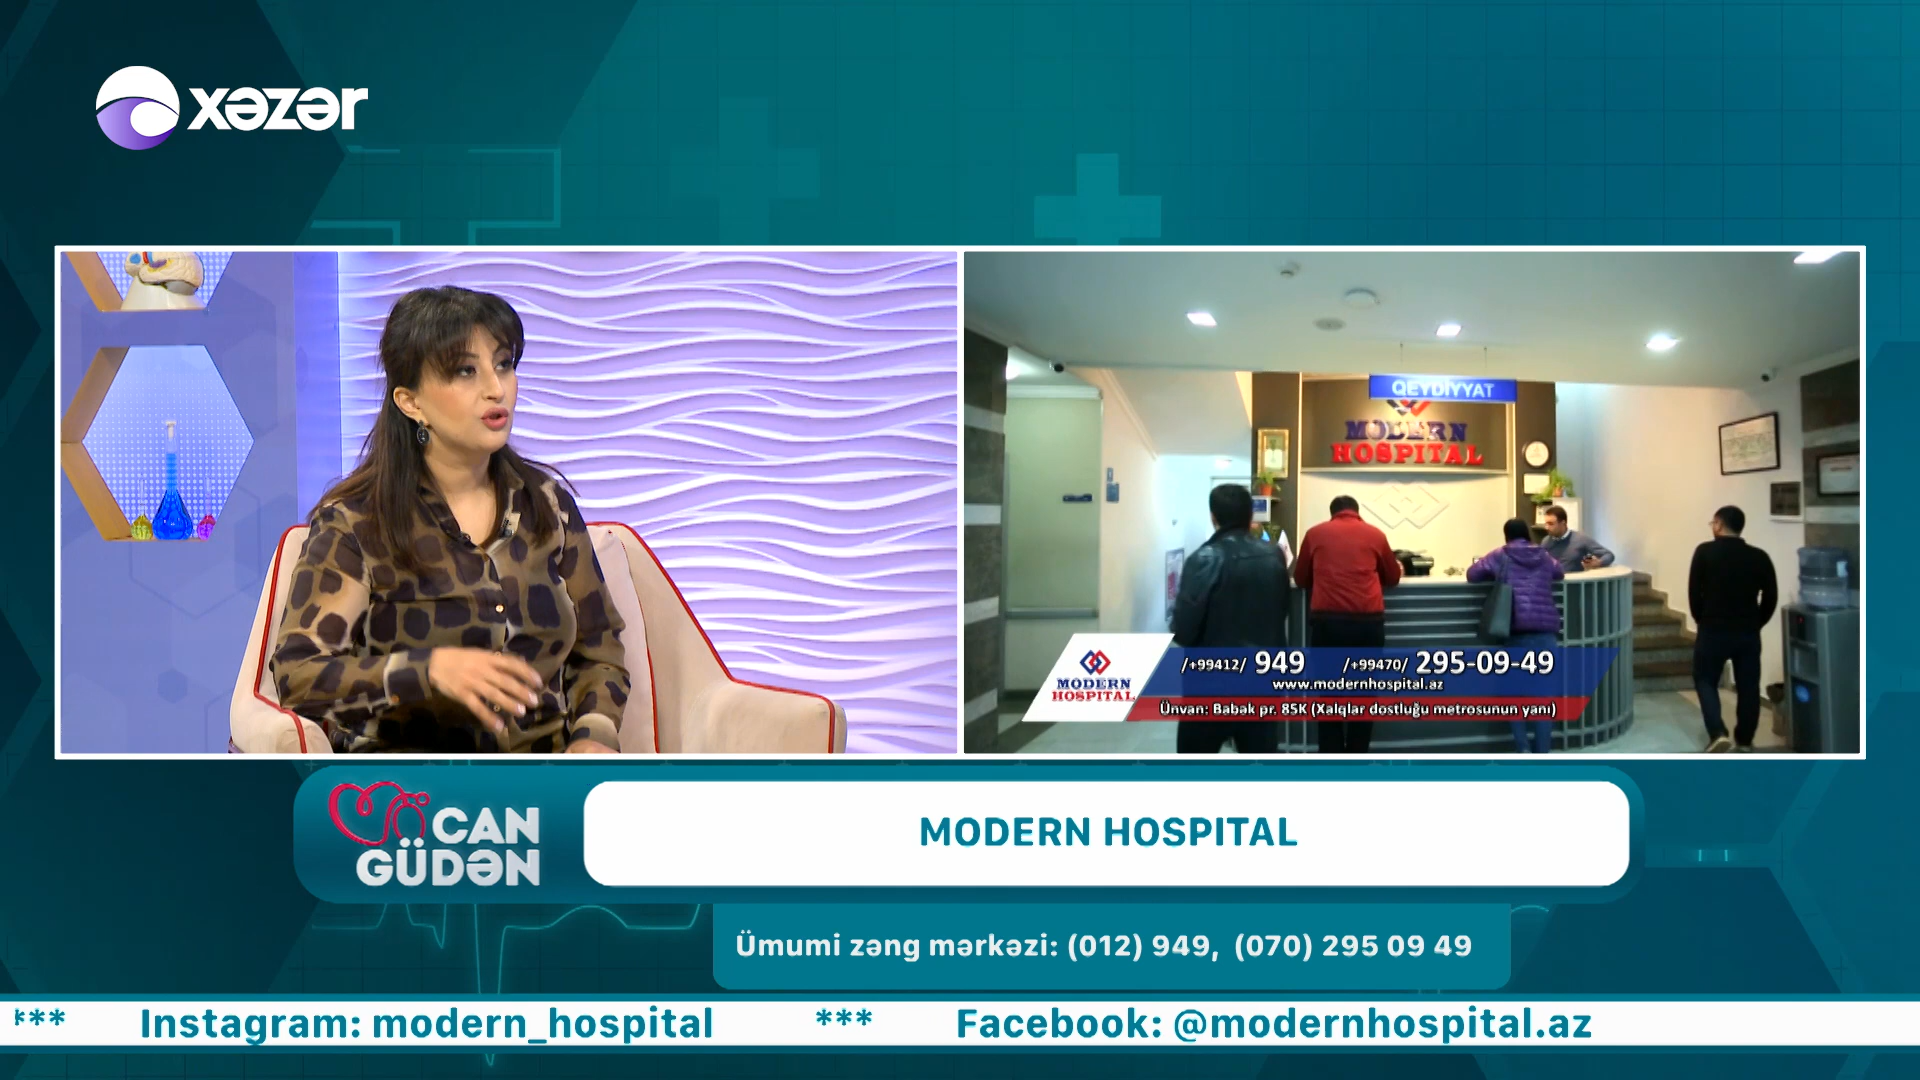 xəzər
QEYDİYYAT
MODERN
HOSPITAL
MODERN
HOSPITAL
/+99412/ 949 /+99470/ 295-09-49
www.modernhospital.az
Ünvan: Babək pr. 85K (Xalqlar dostluğu metrosunun yanı)
CAN
GÜDƏN
MODERN HOSPITAL
Ümumi zəng mərkəzi: (012) 949, (070) 295 09 49
*** Instagram: modern_hospital *** Facebook: @modernhospital.az